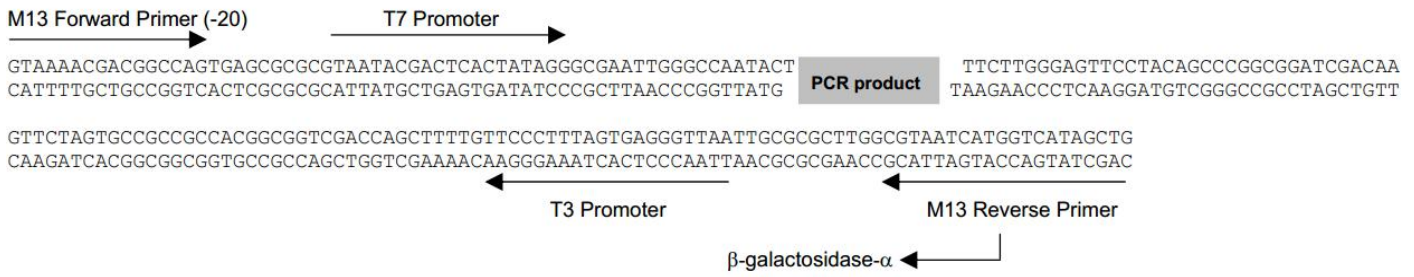 M13 Forward Primer (-20) T7 Promoter
GTAAAACGACGGCCAGTGAGCGCGCGTAATACGACTCACTATAGGGCGAATTGGGCCAATACT TTCTTGGGAGTTCCTACAGCCCGGCGGATCGACAA
PCR product
CATTTTGCTGCCGGTCACTCGCGCGCATTATGCTGAGTGATATCCCGCTTAACCCGGTTATG TAAGAACCCTCAAGGATGTCGGGCCGCCTAGCTGTT
GTTCTAGTGCCGCCGCCACGGCGGTCGACCAGCTTTTGTTCCCTTTAGTGAGGGTTAATTGCGCGCTTGGCGTAATCATGGTCATAGCTG
CAAGATCACGGCGGCGGTGCCGCCAGCTGGTCGAAAACAAGGGAAATCACTCCCAATTAACGCGCGAACCGCATTAGTACCAGTATCGAC
T3 Promoter M13 Reverse Primer
β-galactosidase-α